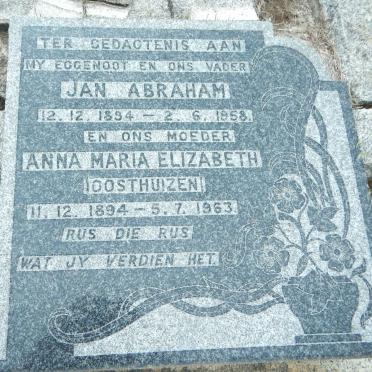 TER GEDAGTENIS AAN
MY EGGENOOT EN ONS VADER
JAN ABRAHAM
12. 12. 1894 – 2. 6. 1958.
EN ONS MOEDER
ANNA MARIA ELIZABETH
(OOSTHUIZEN)
11. 12. 1894 – 5. 7. 1963.
RUS DIE RUS
WAT JY VERDIEN HET.